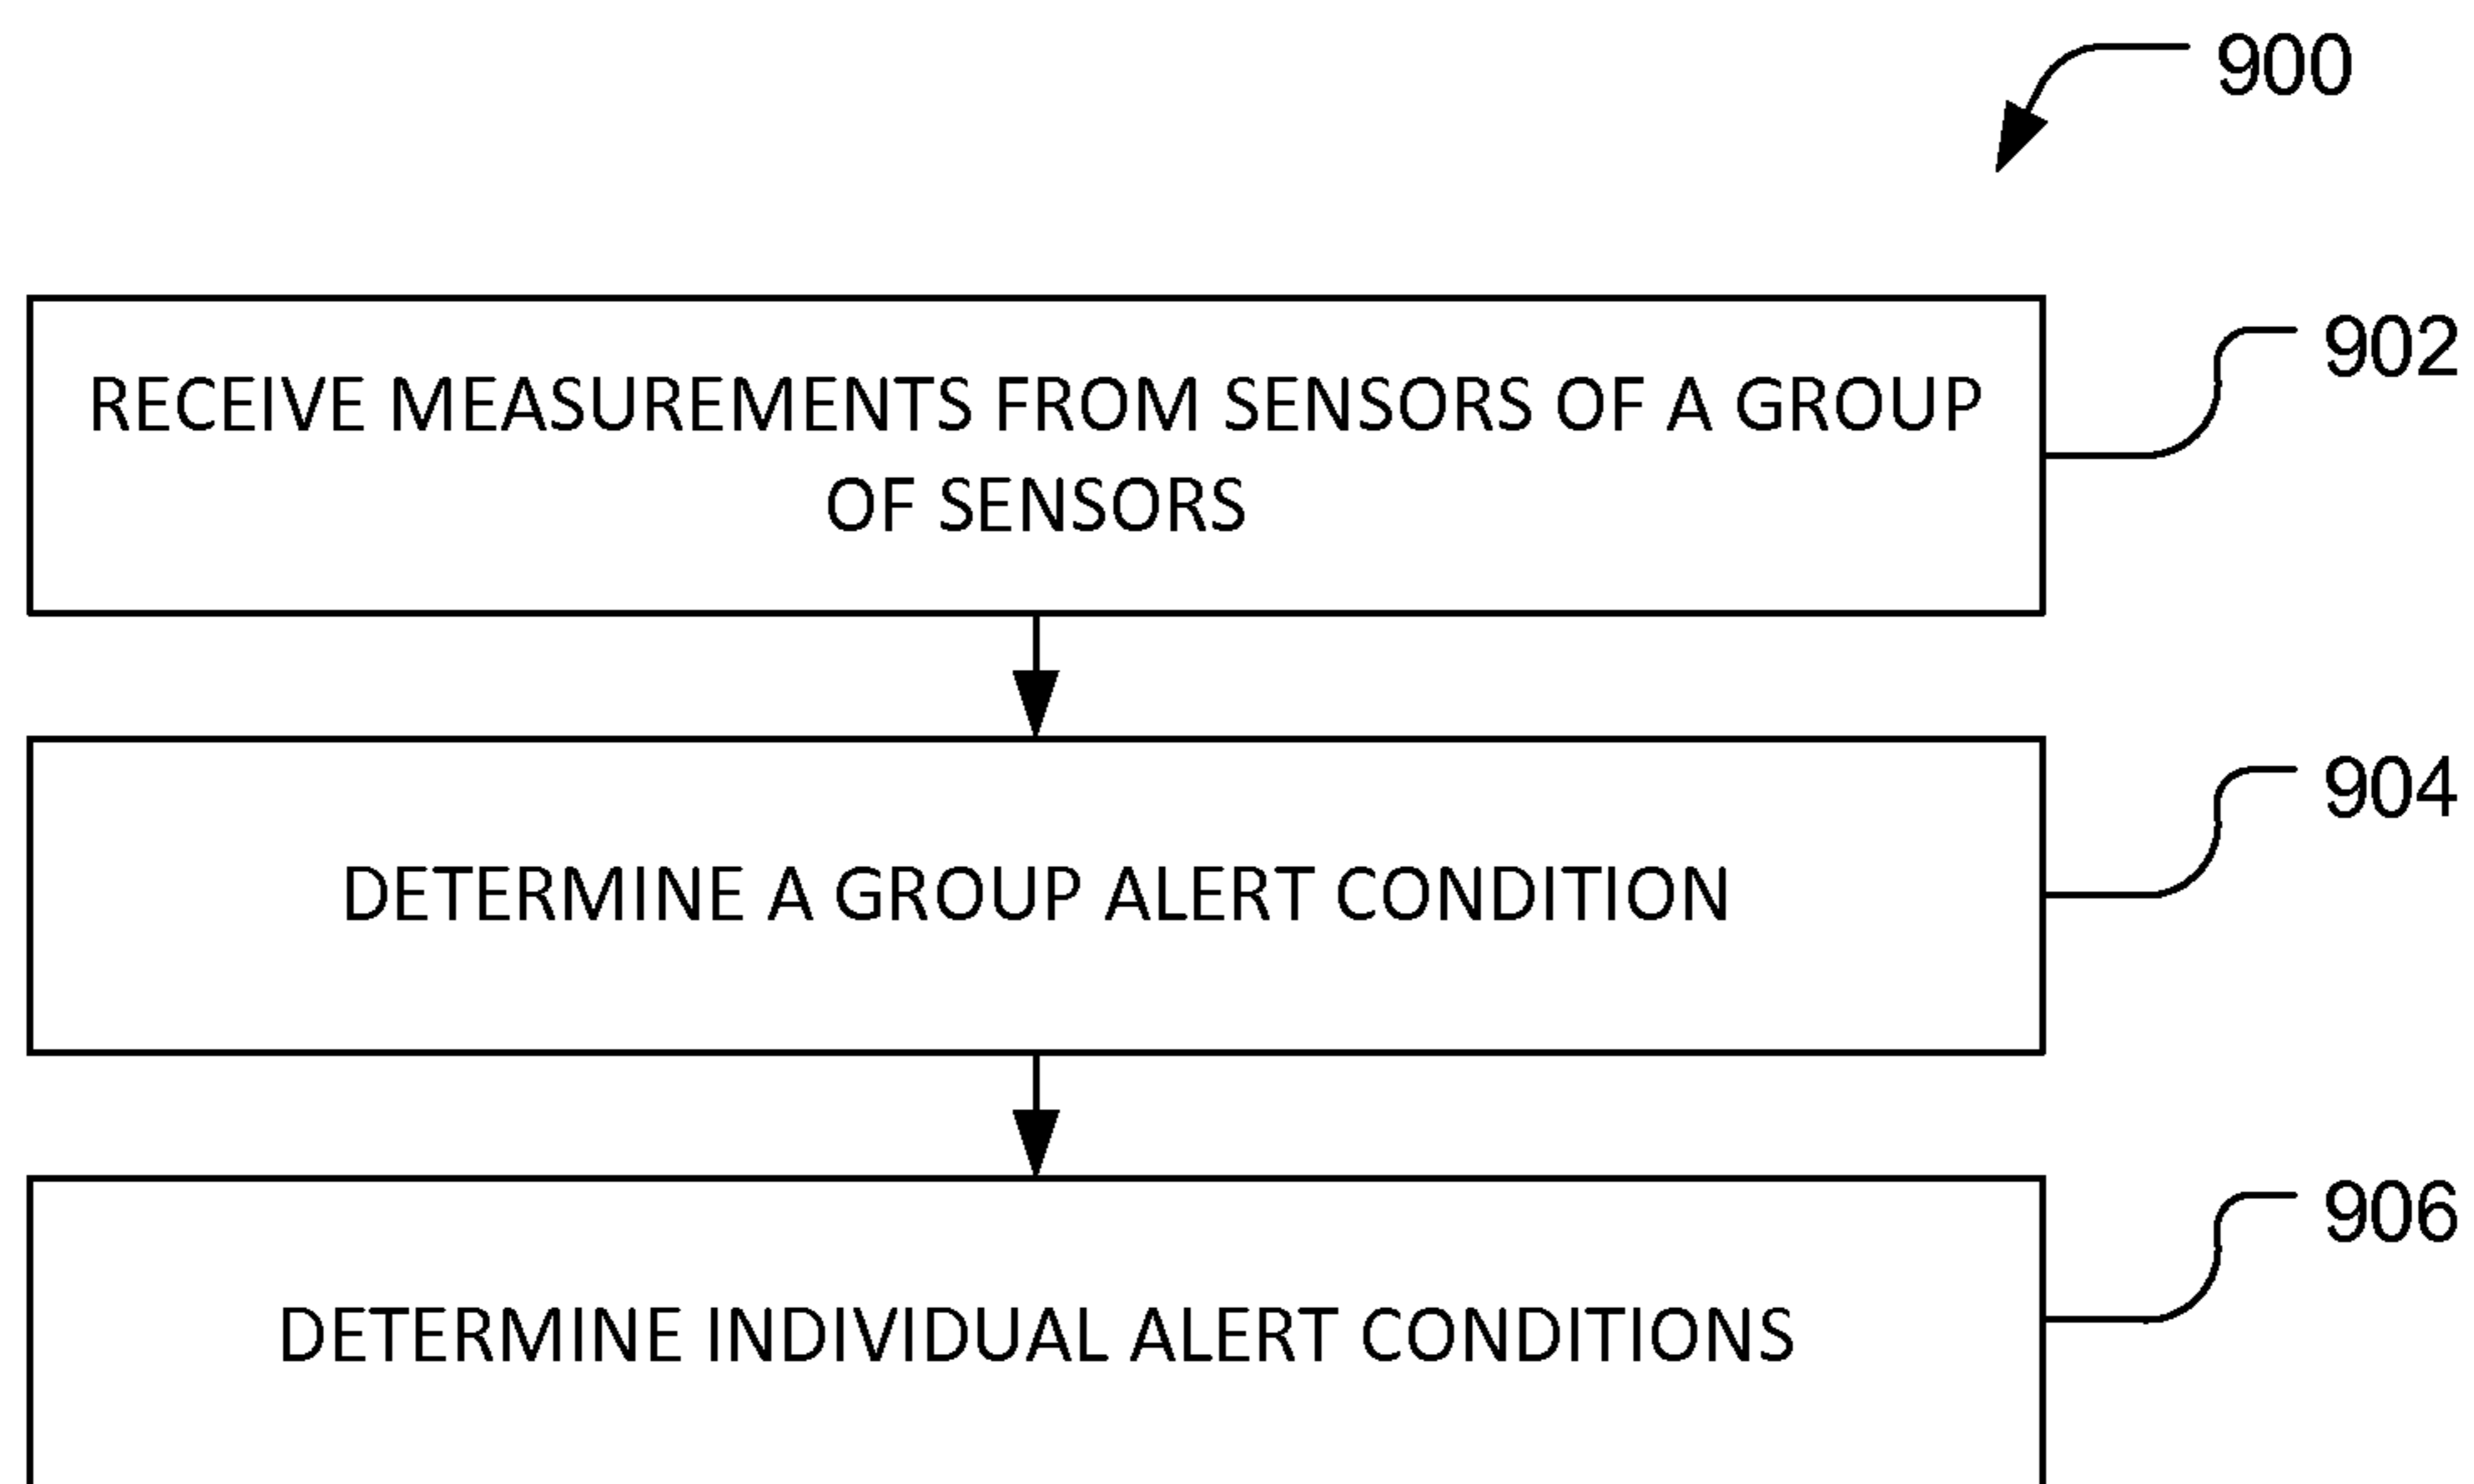 900
RECEIVE MEASUREMENTS FROM SENSORS OF A GROUP
OF SENSORS
902
DETERMINE A GROUP ALERT CONDITION
904
DETERMINE INDIVIDUAL ALERT CONDITIONS
906